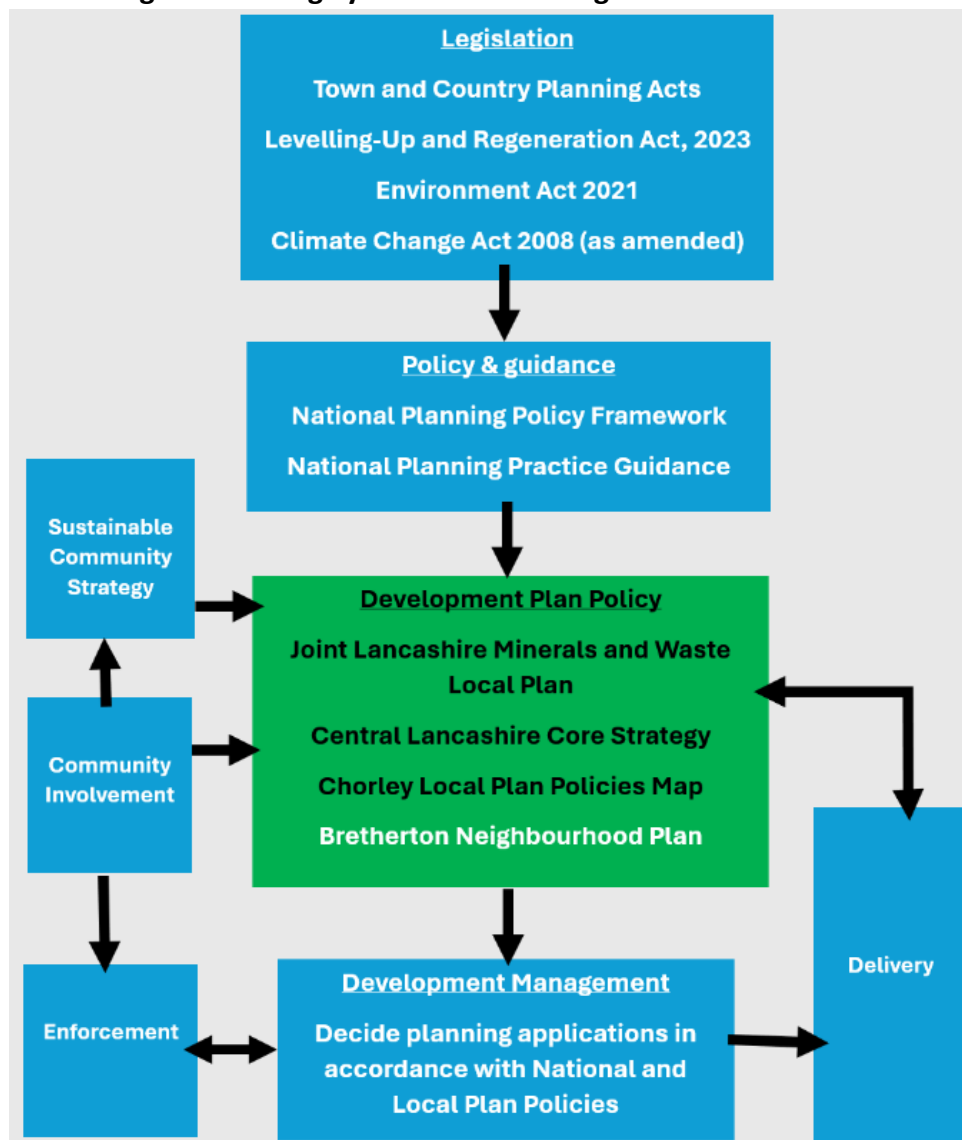 Legislation
Town and Country Planning Acts
Levelling-Up and Regeneration Act, 2023
Environment Act 2021
Climate Change Act 2008 (as amended)
Policy & guidance
National Planning Policy Framework
National Planning Practice Guidance
Sustainable
Community
Strategy
Development Plan Policy
Joint Lancashire Minerals and Waste
Local Plan
Central Lancashire Core Strategy
Chorley Local Plan Policies Map
Bretherton Neighbourhood Plan
Community
Involvement
Delivery
Enforcement
Development Management
Decide planning applications in
accordance with National and
Local Plan Policies